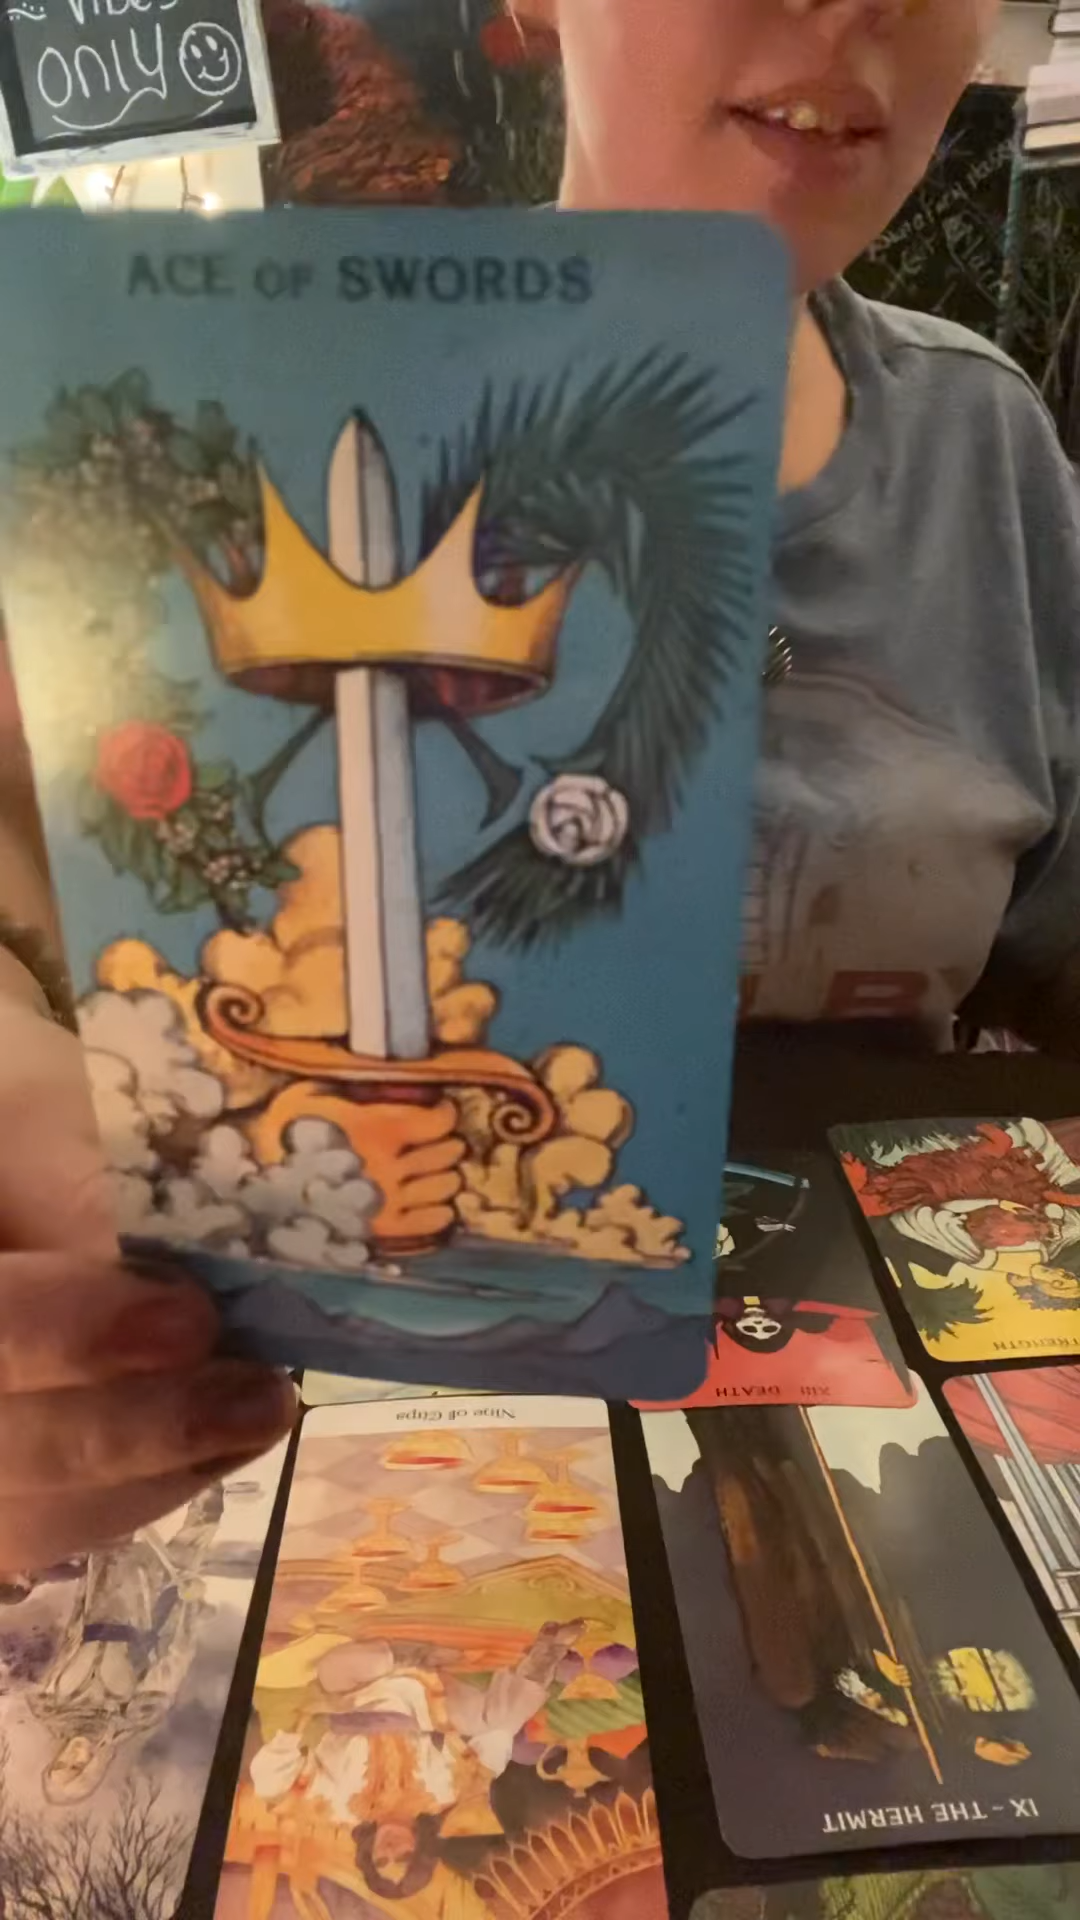 VIBES
ONLY
ACE OF SWORDS
XIII DEATH
Nine of Cups
IX - THE HERMIT